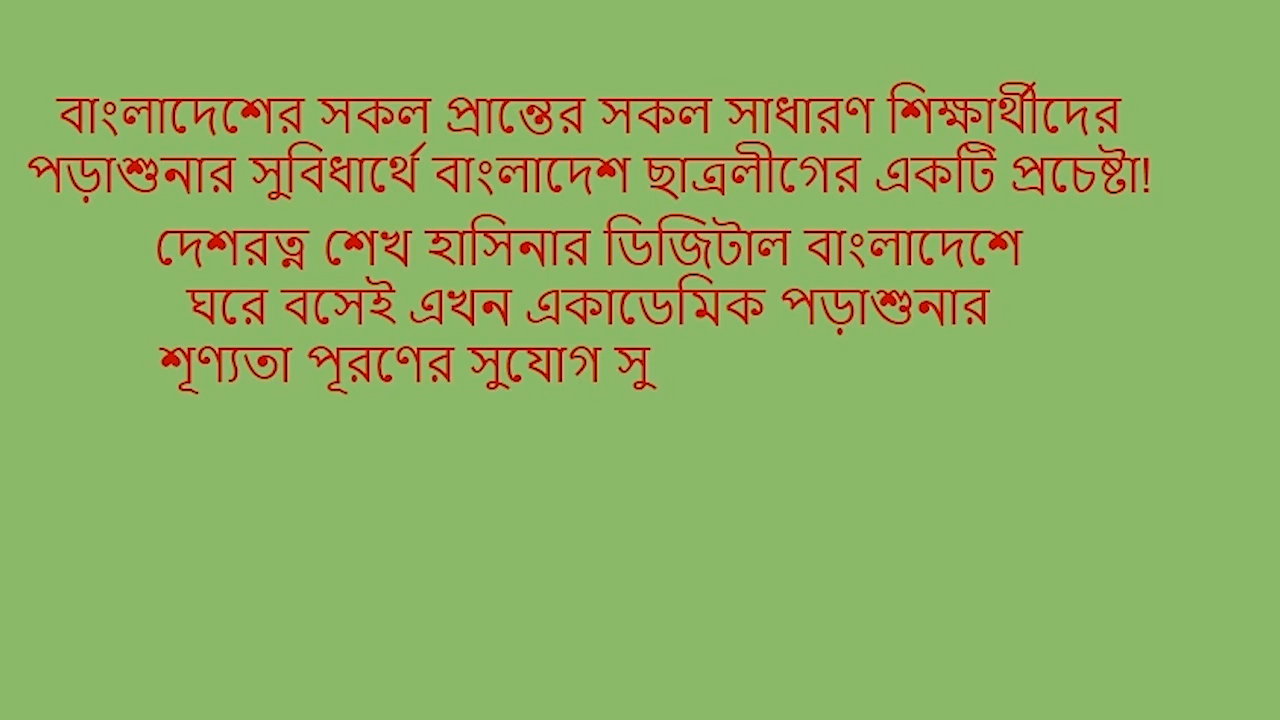 বাংলাদেশের সকল প্রান্তের সকল সাধারণ শিক্ষার্থীদের
পড়াশুনার সুবিধার্থে বাংলাদেশ ছাত্রলীগের একটি প্রচেষ্টা!
দেশরত্ন শেখ হাসিনার ডিজিটাল বাংলাদেশে
ঘরে বসেই এখন একাডেমিক পড়াশুনার
শূণ্যতা পূরণের সুযোগ সু